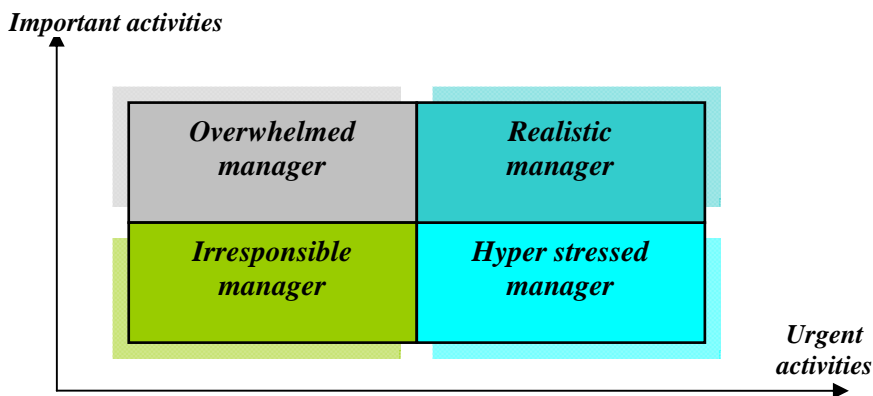 Important activities
Overwhelmed
manager
Realistic
manager
Irresponsible
manager
Hyper stressed
manager
Urgent
activities